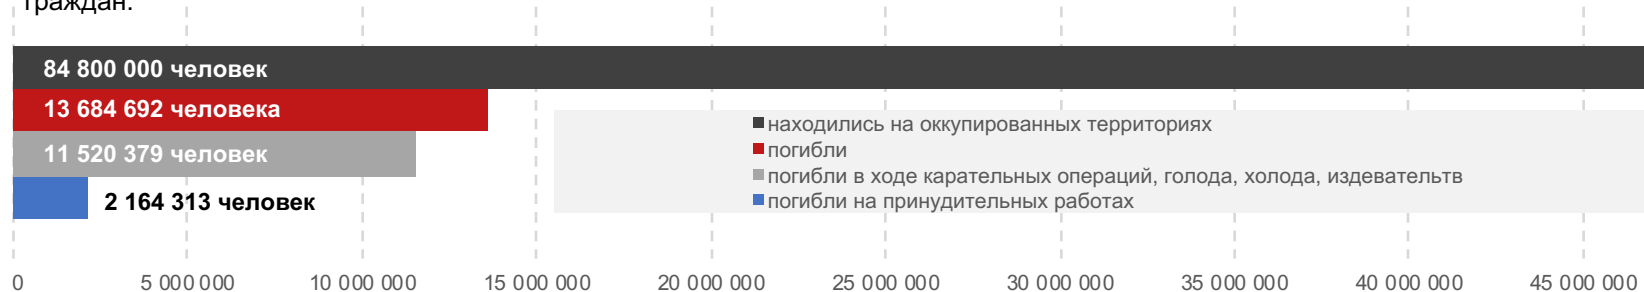 граждан.
84 800 000 человек
13 684 692 человека
11 520 379 человек
2 164 313 человек
находились на оккупированных территориях
погибли
погибли в ходе карательных операций, голода, холода, издевательтв
погибли на принудительных работах
0 5 000 000 10 000 000 15 000 000 20 000 000 25 000 000 30 000 000 35 000 000 40 000 000 45 000 000